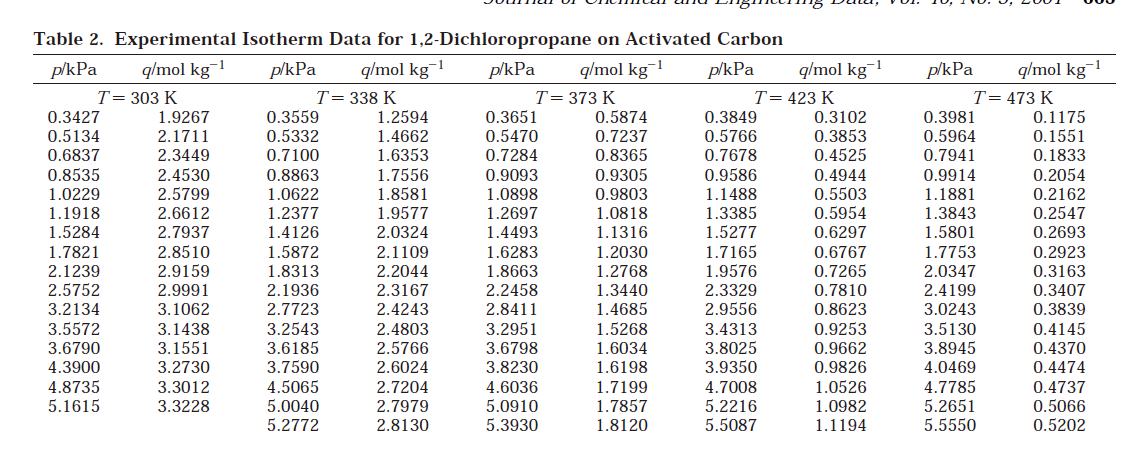 Journal of Chemical and Engineering Data, Vol. 46, No. 3, 2001 665
Table 2. Experimental Isotherm Data for 1,2-Dichloropropane on Activated Carbon
p/kPa q/mol kg⁻¹ p/kPa q/mol kg⁻¹ p/kPa q/mol kg⁻¹ p/kPa q/mol kg⁻¹ p/kPa q/mol kg⁻¹
T = 303 K T = 338 K T = 373 K T = 423 K T = 473 K
0.3427 1.9267 0.3559 1.2594 0.3651 0.5874 0.3849 0.3102 0.3981 0.1175
0.5134 2.1711 0.5332 1.4662 0.5470 0.7237 0.5766 0.3853 0.5964 0.1551
0.6837 2.3449 0.7100 1.6353 0.7284 0.8365 0.7678 0.4525 0.7941 0.1833
0.8535 2.4530 0.8863 1.7556 0.9093 0.9305 0.9586 0.4944 0.9914 0.2054
1.0229 2.5799 1.0622 1.8581 1.0898 0.9803 1.1488 0.5503 1.1881 0.2162
1.1918 2.6612 1.2377 1.9577 1.2697 1.0818 1.3385 0.5954 1.3843 0.2547
1.5284 2.7937 1.4126 2.0324 1.4493 1.1316 1.5277 0.6297 1.5801 0.2693
1.7821 2.8510 1.5872 2.1109 1.6283 1.2030 1.7165 0.6767 1.7753 0.2923
2.1239 2.9159 1.8313 2.2044 1.8663 1.2768 1.9576 0.7265 2.0347 0.3163
2.5752 2.9991 2.1936 2.3167 2.2458 1.3440 2.3329 0.7810 2.4199 0.3407
3.2134 3.1062 2.7723 2.4243 2.8411 1.4685 2.9556 0.8623 3.0243 0.3839
3.5572 3.1438 3.2543 2.4803 3.2951 1.5268 3.4313 0.9253 3.5130 0.4145
3.6790 3.1551 3.6185 2.5766 3.6798 1.6034 3.8025 0.9662 3.8945 0.4370
4.3900 3.2730 3.7590 2.6024 3.8230 1.6198 3.9350 0.9826 4.0469 0.4474
4.8735 3.3012 4.5065 2.7204 4.6036 1.7199 4.7008 1.0526 4.7785 0.4737
5.1615 3.3228 5.0040 2.7979 5.0910 1.7857 5.2216 1.0982 5.2651 0.5066
5.2772 2.8130 5.3930 1.8120 5.5087 1.1194 5.5550 0.5202